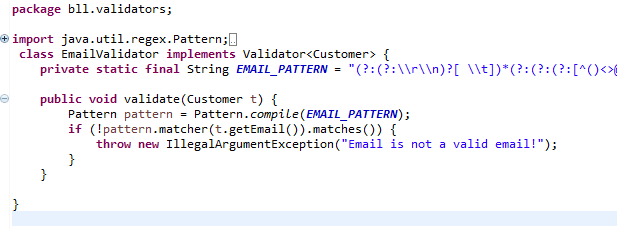 package bll.validators;
import java.util.regex.Pattern;
class EmailValidator implements Validator<Customer> {
private static final String EMAIL_PATTERN = "(?:(?:\\r\\n)?[ \\t])*(?:(?:(?:[^()<>@
public void validate(Customer t) {
Pattern pattern = Pattern.compile(EMAIL_PATTERN);
if (!pattern.matcher(t.getEmail()).matches()) {
throw new IllegalArgumentException("Email is not a valid email!");
}
}
}